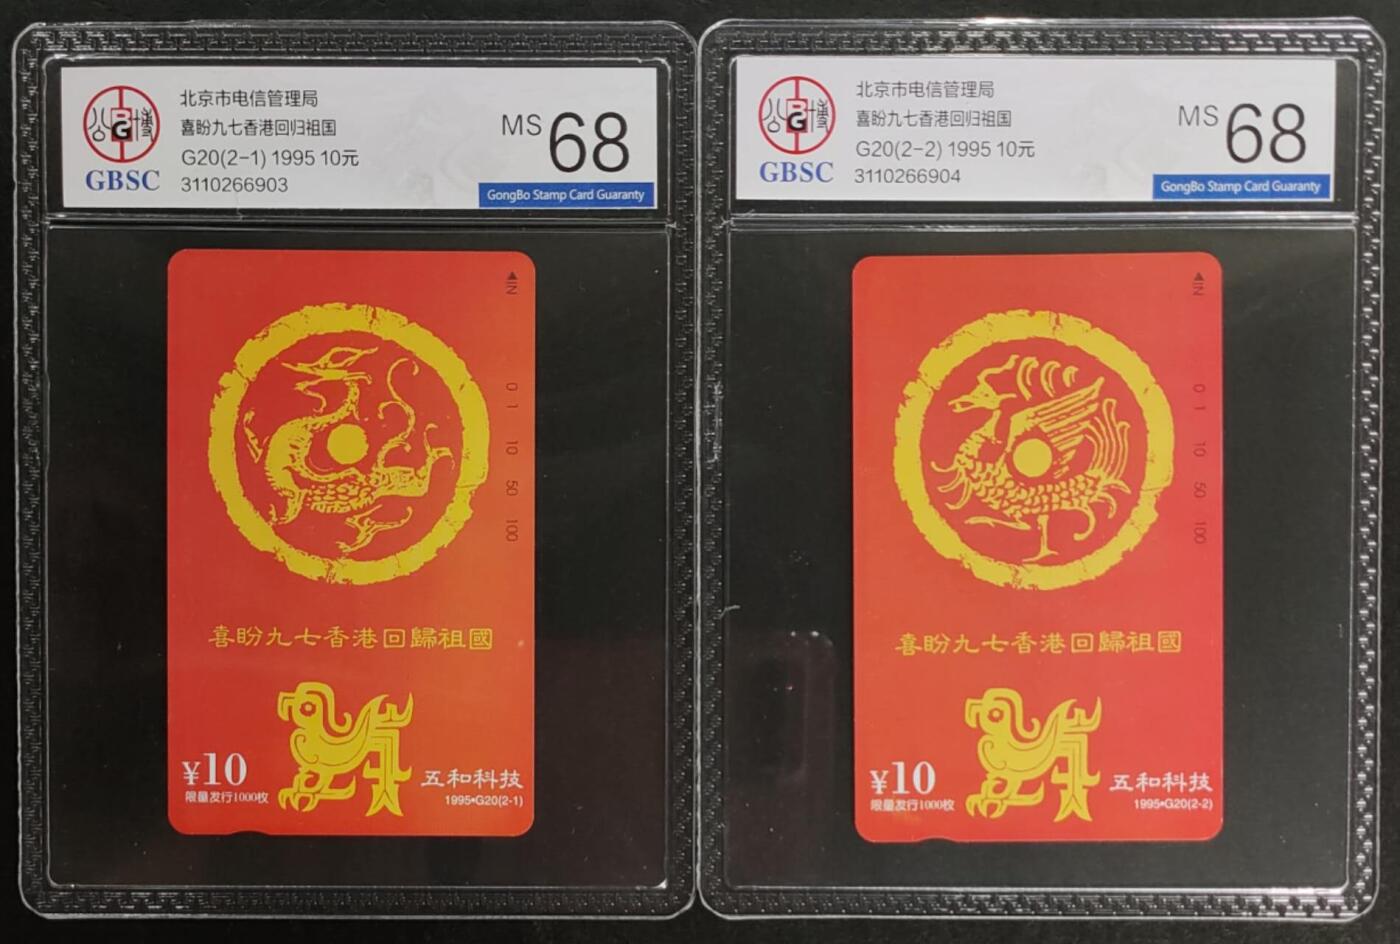 公博
BG
GBSC
北京市电信管理局
喜盼九七香港回归祖国
G20(2-1) 1995 10元
3110266903
MS 68
GongBo Stamp Card Guaranty
IN
0 1 10 50 100
喜盼九七香港回歸祖國
¥10
限量发行1000枚
五和科技
1995•G20(2-1)
公博
BG
GBSC
北京市电信管理局
喜盼九七香港回归祖国
G20(2-2) 1995 10元
3110266904
MS 68
GongBo Stamp Card Guaranty
IN
0 1 10 50 100
喜盼九七香港回歸祖國
¥10
限量发行1000枚
五和科技
1995•G20(2-2)